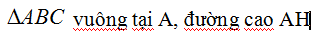 ΔABC vuông tại A, đường cao AH